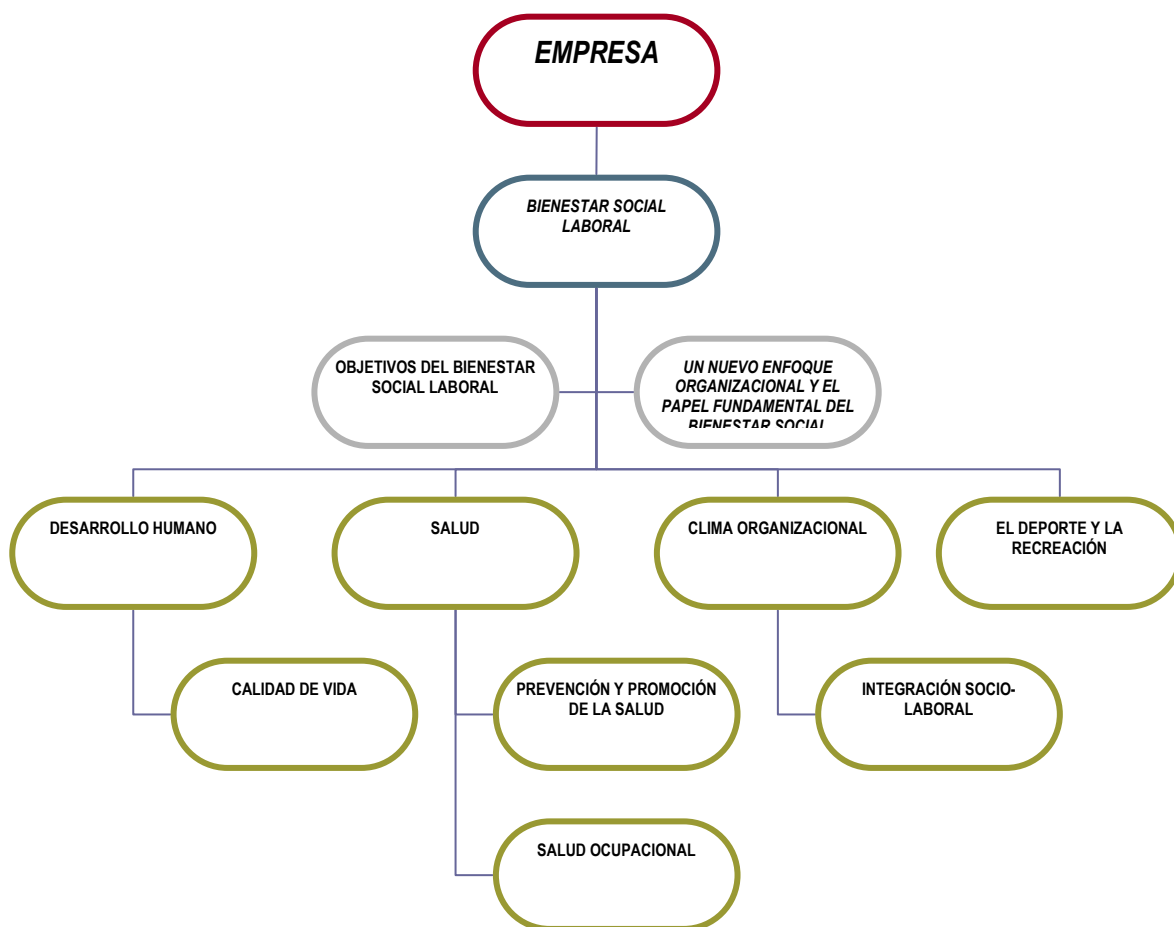 EMPRESA
BIENESTAR SOCIAL
LABORAL
OBJETIVOS DEL BIENESTAR
SOCIAL LABORAL
UN NUEVO ENFOQUE
ORGANIZACIONAL Y EL
PAPEL FUNDAMENTAL DEL
BIENESTAR SOCIAL
DESARROLLO HUMANO
SALUD
CLIMA ORGANIZACIONAL
EL DEPORTE Y LA
RECREACIÓN
CALIDAD DE VIDA
PREVENCIÓN Y PROMOCIÓN
DE LA SALUD
INTEGRACIÓN SOCIO-
LABORAL
SALUD OCUPACIONAL